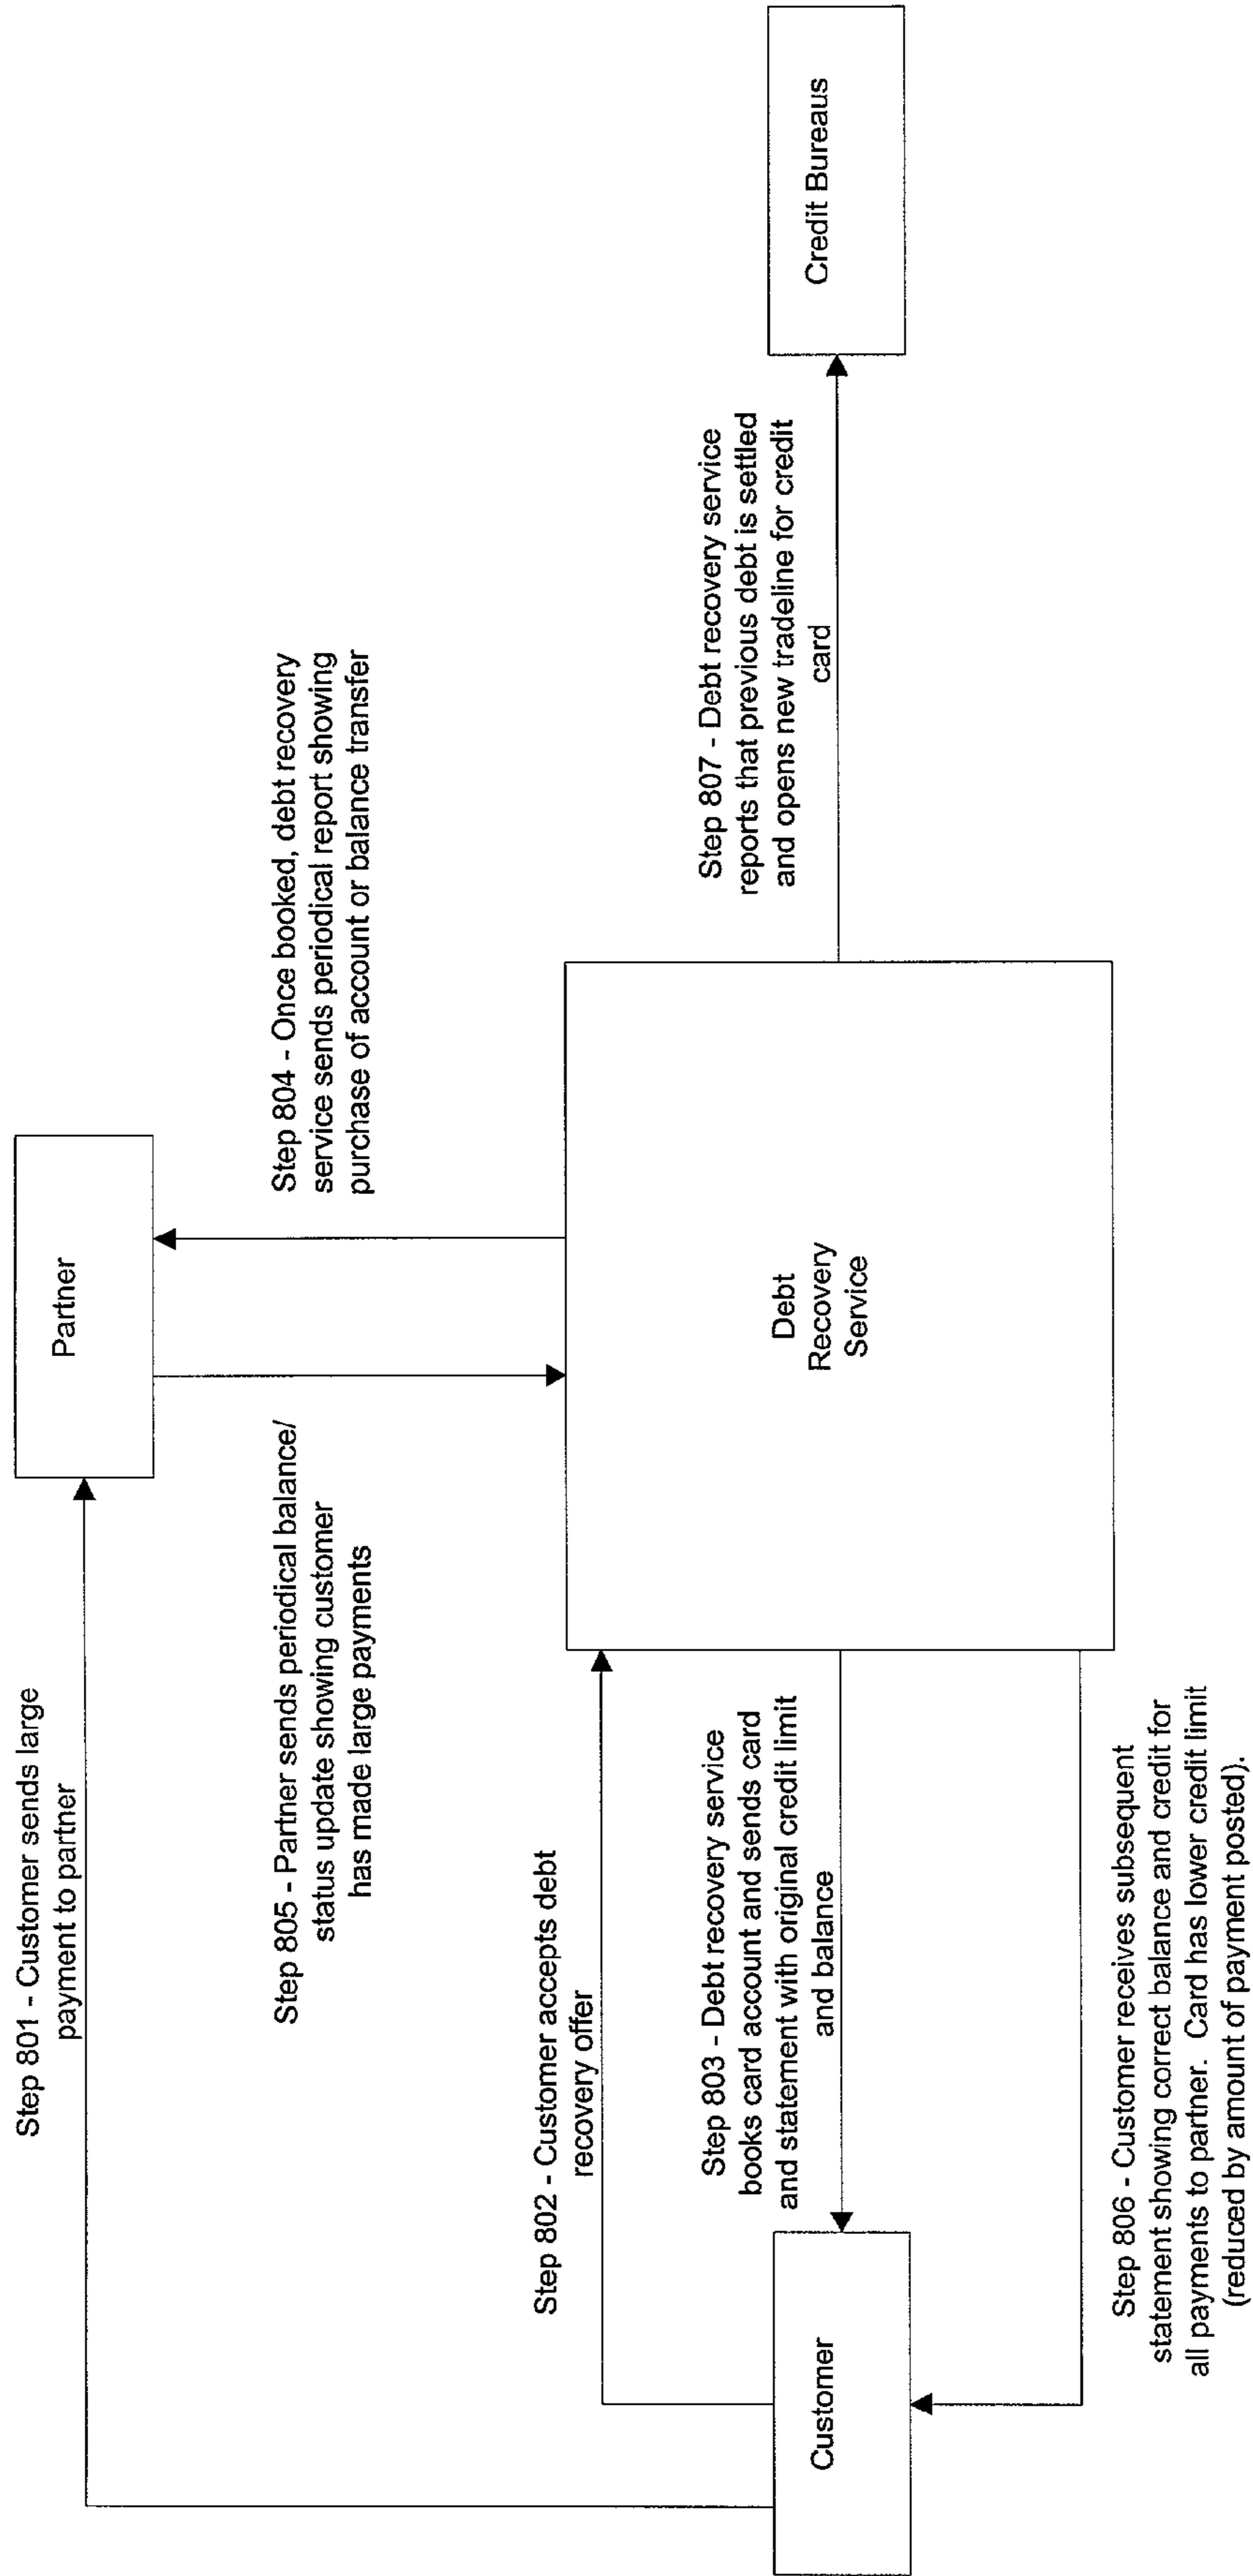 Step 801 - Customer sends large
payment to partner
Partner
Step 805 - Partner sends periodical balance/
status update showing customer
has made large payments
Step 804 - Once booked, debt recovery
service sends periodical report showing
purchase of account or balance transfer
Step 802 - Customer accepts debt
recovery offer
Step 803 - Debt recovery service
books card account and sends card
and statement with original credit limit
and balance
Customer
Debt
Recovery
Service
Step 807 - Debt recovery service
reports that previous debt is settled
and opens new tradeline for credit
card
Credit Bureaus
Step 806 - Customer receives subsequent
statement showing correct balance and credit for
all payments to partner. Card has lower credit limit
(reduced by amount of payment posted).